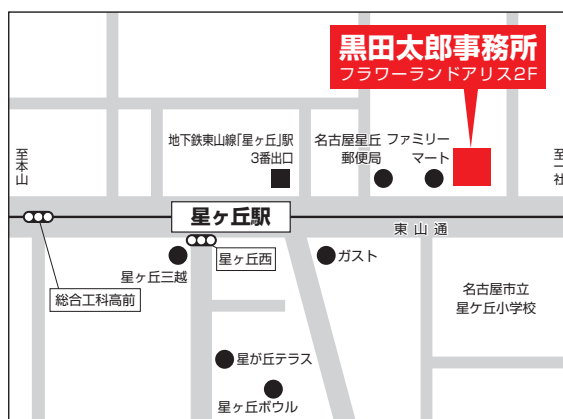 黒田太郎事務所
フラワーランドアリス2F
地下鉄東山線「星ヶ丘」駅
3番出口
名古屋星丘
郵便局
ファミリー
マート
至本山
至一社
星ヶ丘駅
東山通
星ヶ丘三越
星ヶ丘西
ガスト
総合工科高前
名古屋市立
星ケ丘小学校
星が丘テラス
星ヶ丘ボウル